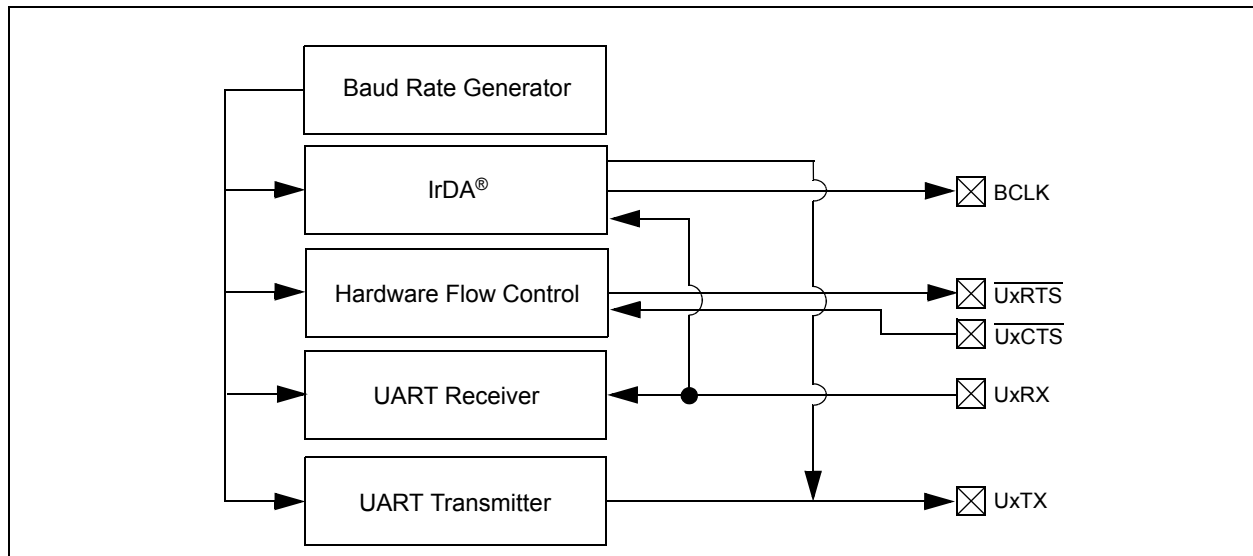 Baud Rate Generator
IrDA®
BCLK
Hardware Flow Control
UxRTS
UxCTS
UART Receiver
UxRX
UART Transmitter
UxTX